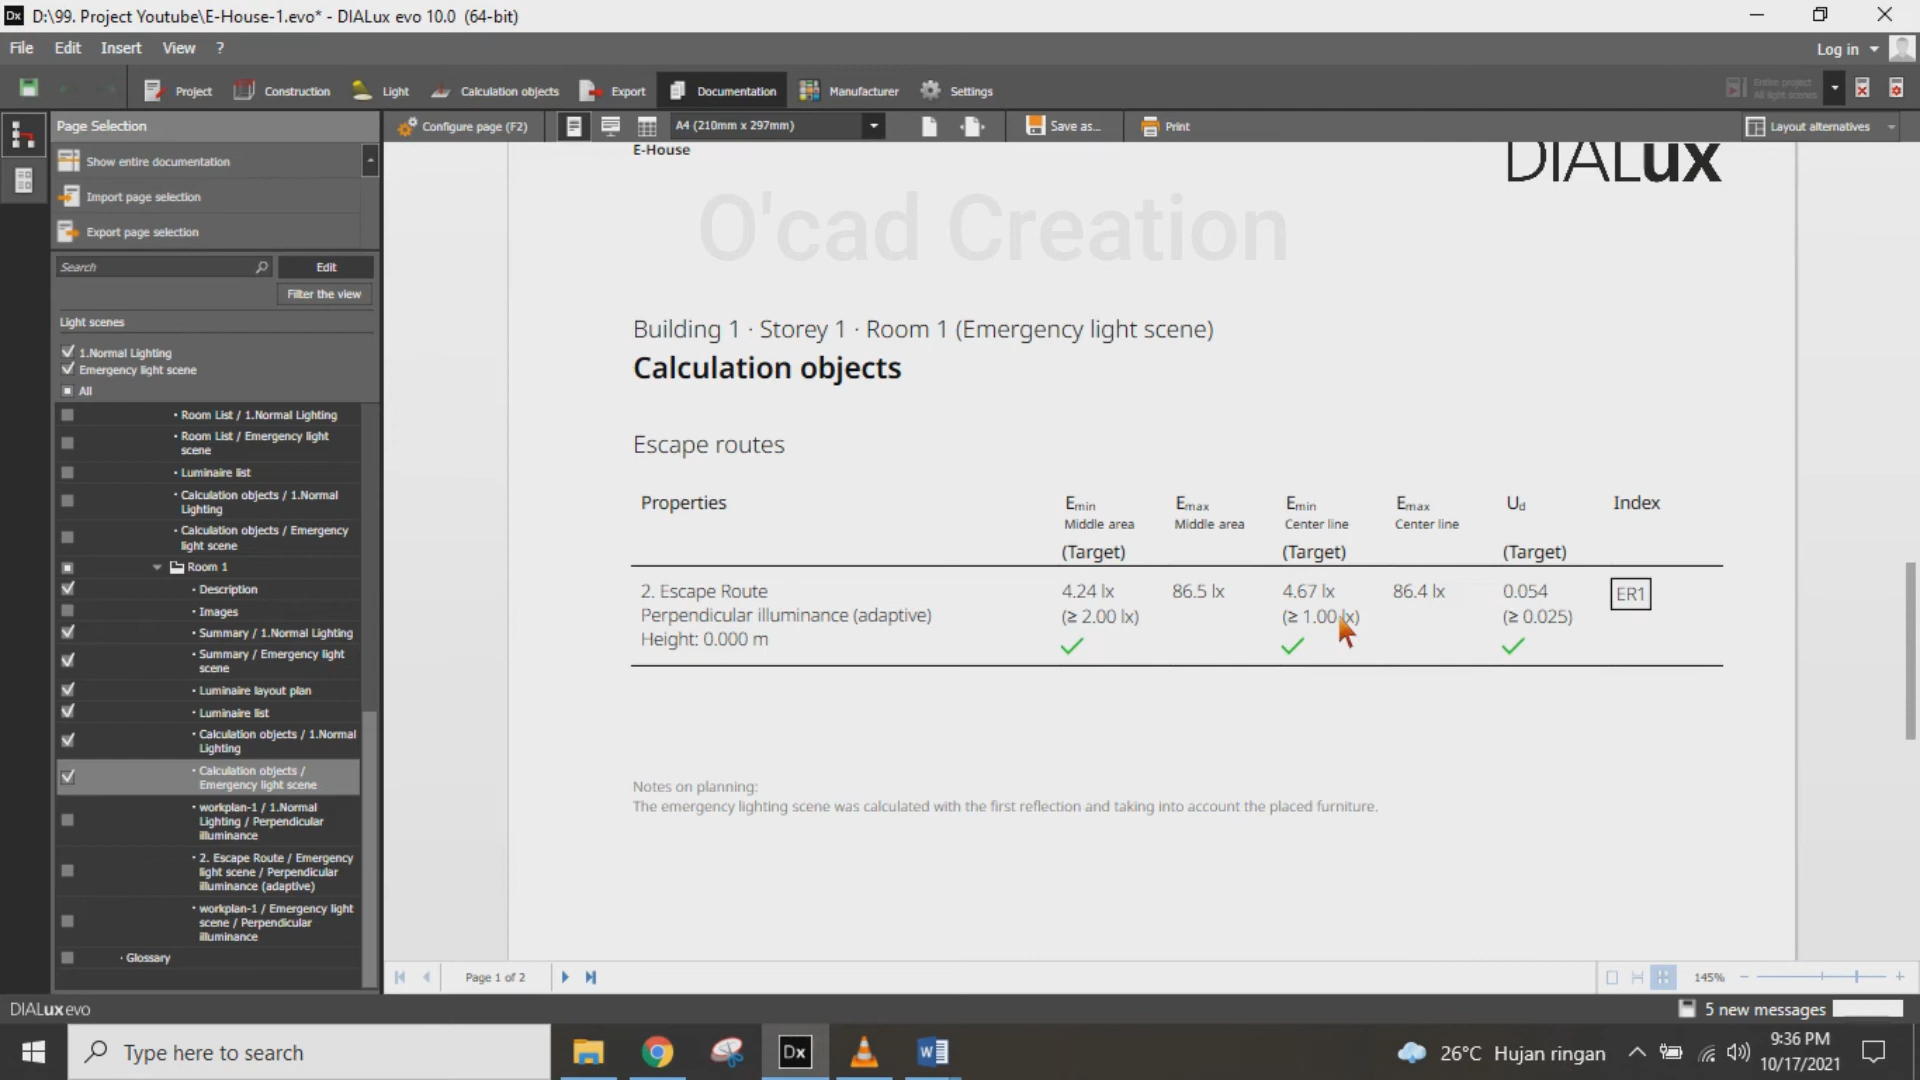 Dx D:\99. Project Youtube\E-House-1.evo* - DIALux evo 10.0 (64-bit)
File Edit Insert View ?
Log in
Project Construction Light Calculation objects Export Documentation Manufacturer Settings
Entire project
All light scenes
Page Selection
Configure page (F2) A4 (210mm x 297mm) Save as... Print Layout alternatives
Show entire documentation
Import page selection
Export page selection
Search Edit
Filter the view
Light scenes
1.Normal Lighting
Emergency light scene
All
• Room List / 1.Normal Lighting
• Room List / Emergency light
scene
• Luminaire list
• Calculation objects / 1.Normal
Lighting
• Calculation objects / Emergency
light scene
Room 1
• Description
• Images
• Summary / 1.Normal Lighting
• Summary / Emergency light
scene
• Luminaire layout plan
• Luminaire list
• Calculation objects / 1.Normal
Lighting
• Calculation objects /
Emergency light scene
• workplan-1 / 1.Normal
Lighting / Perpendicular
illuminance
• 2. Escape Route / Emergency
light scene / Perpendicular
illuminance (adaptive)
• workplan-1 / Emergency light
scene / Perpendicular
illuminance
• Glossary
E-House
DIALux
O'cad Creation
Building 1 · Storey 1 · Room 1 (Emergency light scene)
Calculation objects
Escape routes
Properties Emin Emax Emin Emax Ud Index
Middle area Middle area Center line Center line
(Target) (Target) (Target)
2. Escape Route 4.24 lx 86.5 lx 4.67 lx 86.4 lx 0.054 ER1
Perpendicular illuminance (adaptive) (≥ 2.00 lx) (≥ 1.00 lx) (≥ 0.025)
Height: 0.000 m
Notes on planning:
The emergency lighting scene was calculated with the first reflection and taking into account the placed furniture.
Page 1 of 2
145%
DIALux evo
5 new messages
Type here to search
Dx
26°C Hujan ringan
9:36 PM
10/17/2021